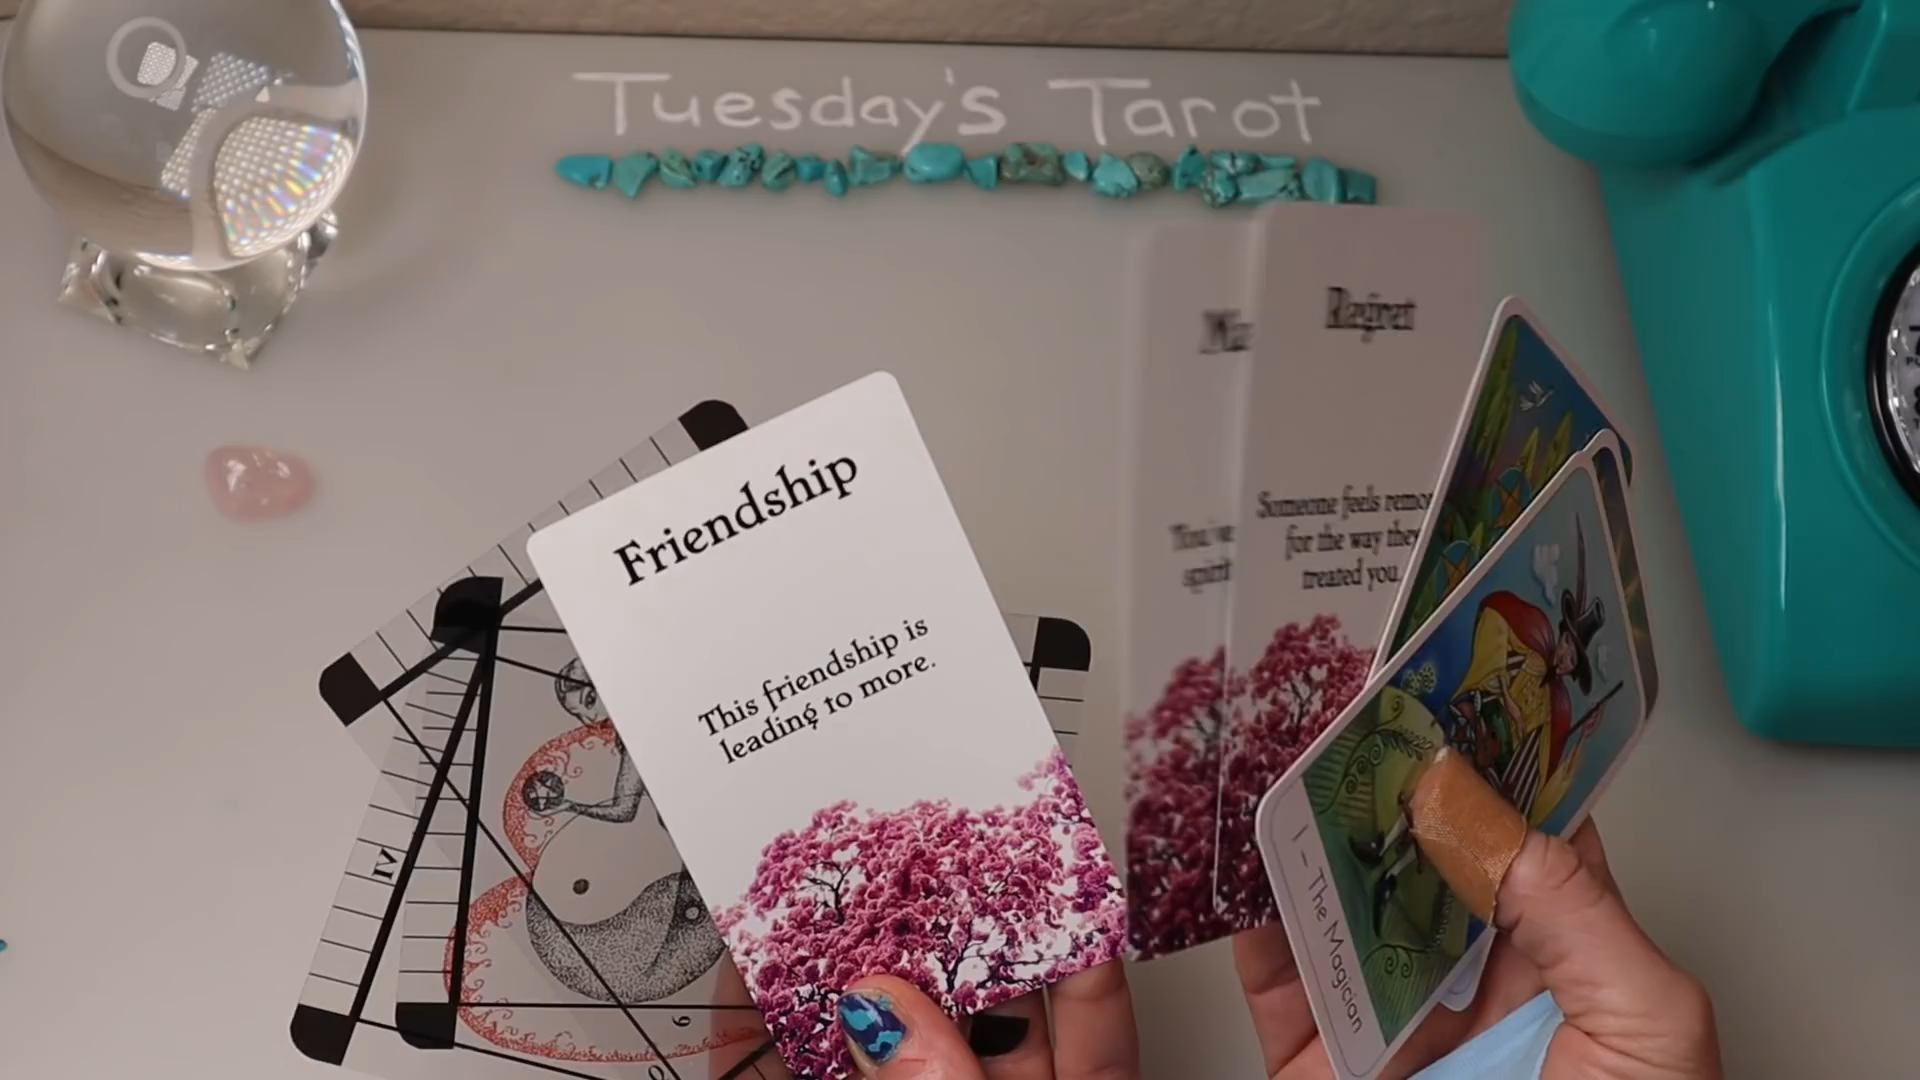 Tuesday's Tarot
Regret
Someone feels
for the way they
treated you.
Friendship
This friendship is
leading to more.
I - The Magician
IV
6